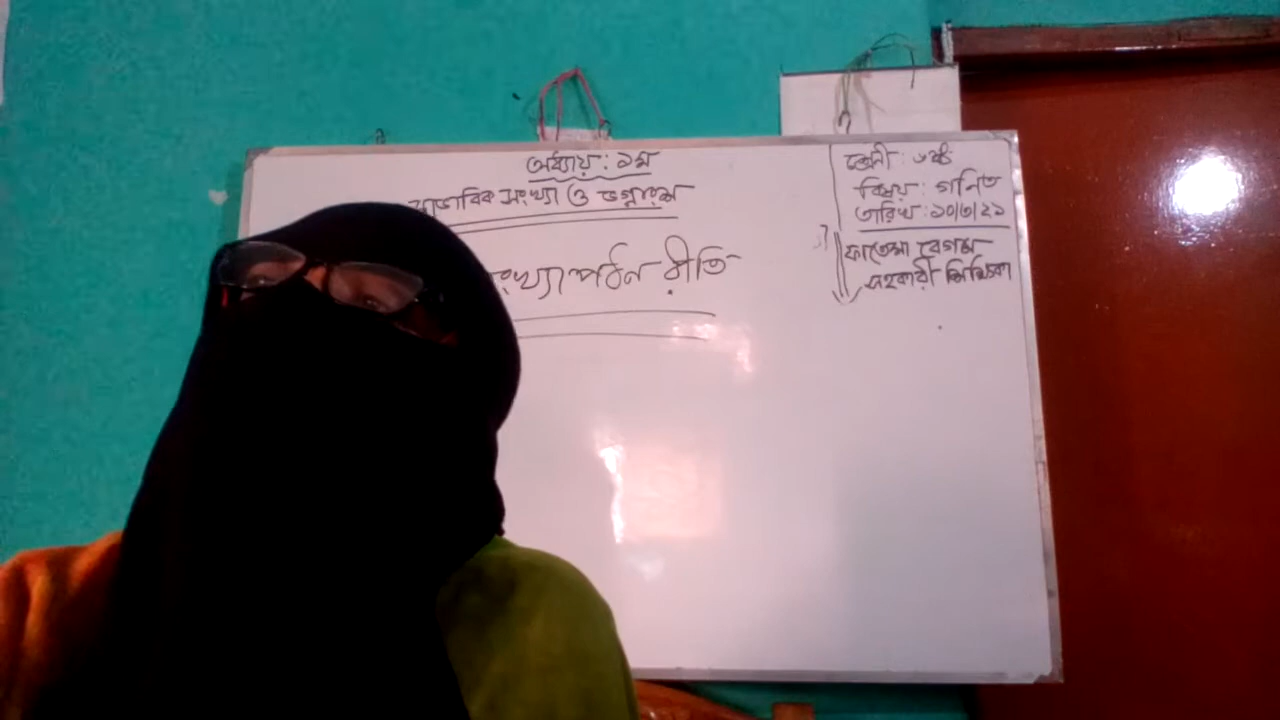 অধ্যায় : ১ম
স্বাভাবিক সংখ্যা ও ভগ্নাংশ
সংখ্যা পঠন রীতি
শ্রেণী : ৬ষ্ঠ
বিষয় : গনিত
তারিখ : ১০/৩/২১
ফাতেমা বেগম
সহকারী শিক্ষিকা